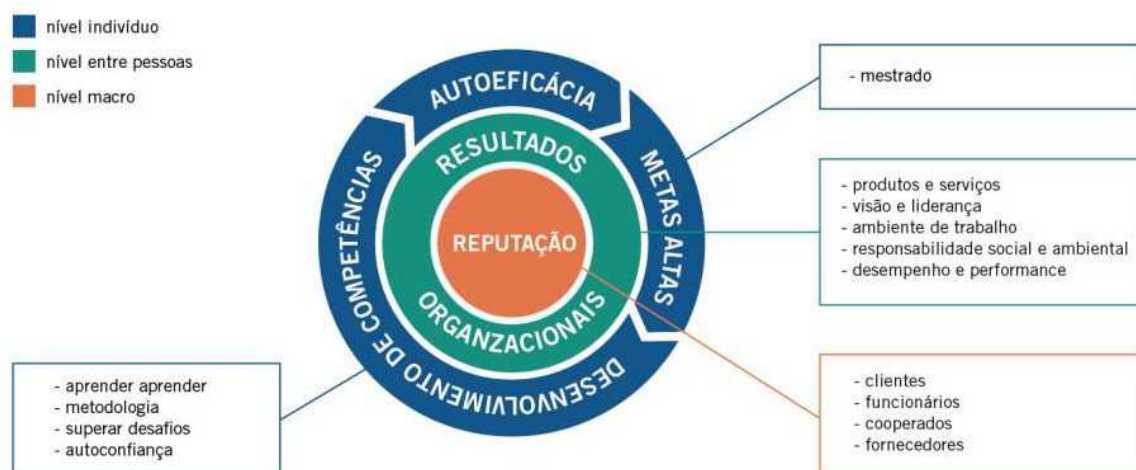 nível indivíduo
nível entre pessoas
nível macro
AUTOEFICÁCIA
METAS ALTAS
DESENVOLVIMENTO DE COMPETÊNCIAS
RESULTADOS
ORGANZACIONAIS
REPUTAÇÃO
- mestrado
- produtos e serviços
- visão e liderança
- ambiente de trabalho
- responsabilidade social e ambiental
- desempenho e performance
- aprender aprender
- metodologia
- superar desafios
- autoconfiança
- clientes
- funcionários
- cooperados
- fornecedores